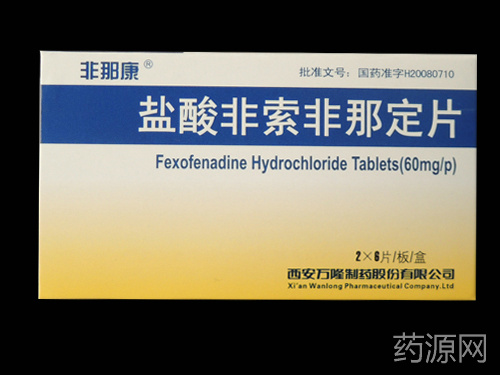 非那康®
批准文号：国药准字H20080710
盐酸非索非那定片
Fexofenadine Hydrochloride Tablets(60mg/p)
2×6片/板/盒
西安万隆制药股份有限公司
Xi'an Wanlong Pharmaceutical Company.Ltd
药源网